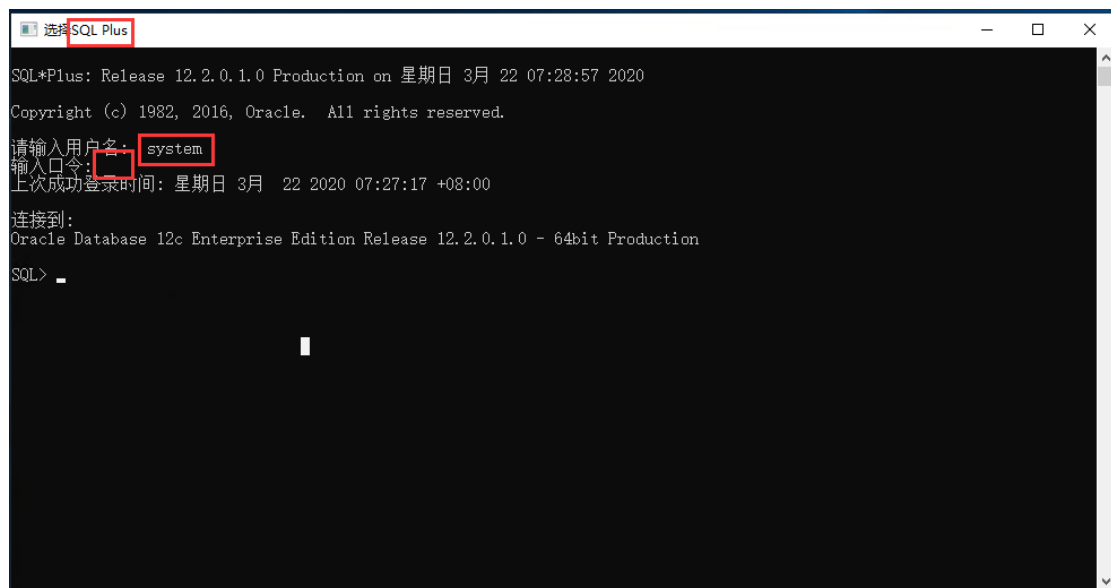 选择SQL Plus
SQL*Plus: Release 12.2.0.1.0 Production on 星期日 3月 22 07:28:57 2020
Copyright (c) 1982, 2016, Oracle.  All rights reserved.
请输入用户名:  system
输入口令:
上次成功登录时间: 星期日 3月  22 2020 07:27:17 +08:00
连接到:
Oracle Database 12c Enterprise Edition Release 12.2.0.1.0 - 64bit Production
SQL>